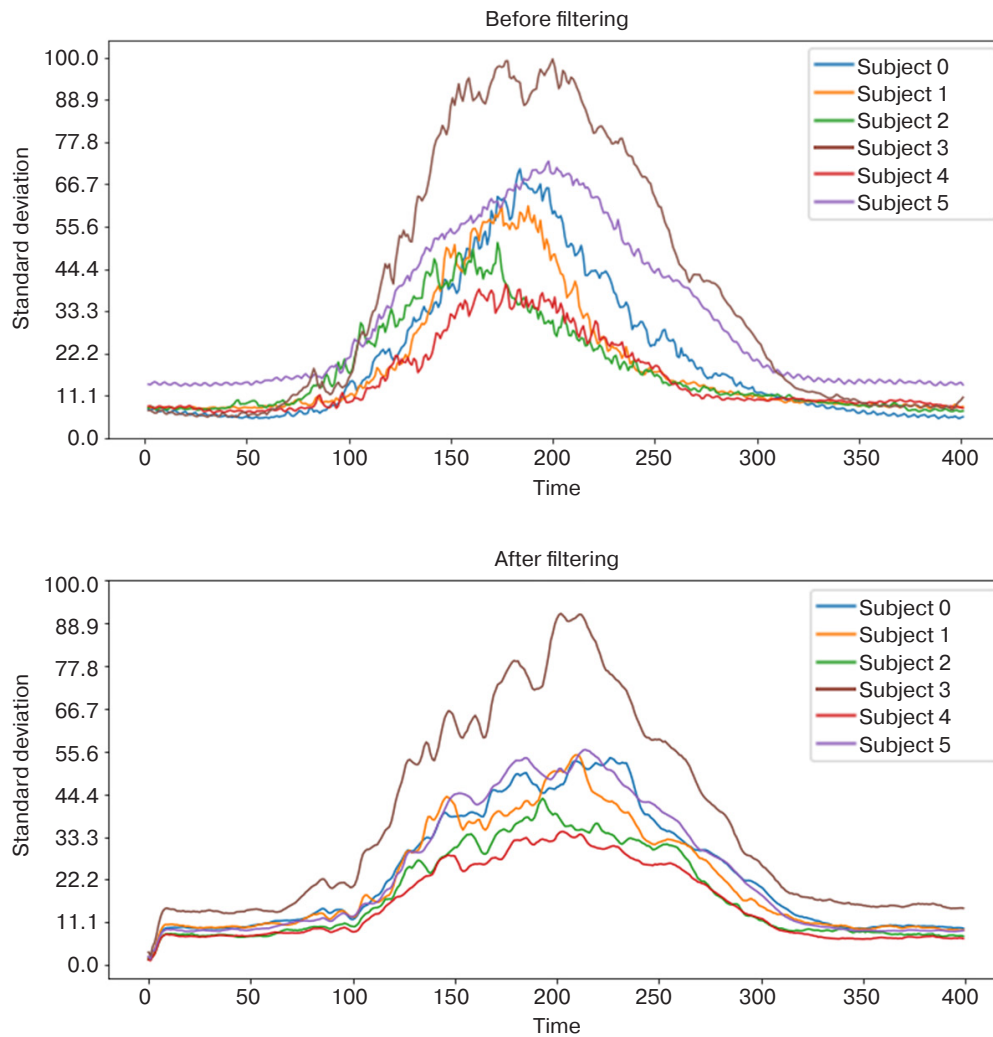 Before filtering
Standard deviation
100.0
88.9
77.8
66.7
55.6
44.4
33.3
22.2
11.1
0.0
Subject 0
Subject 1
Subject 2
Subject 3
Subject 4
Subject 5
0 50 100 150 200 250 300 350 400
Time
After filtering
Standard deviation
100.0
88.9
77.8
66.7
55.6
44.4
33.3
22.2
11.1
0.0
Subject 0
Subject 1
Subject 2
Subject 3
Subject 4
Subject 5
0 50 100 150 200 250 300 350 400
Time